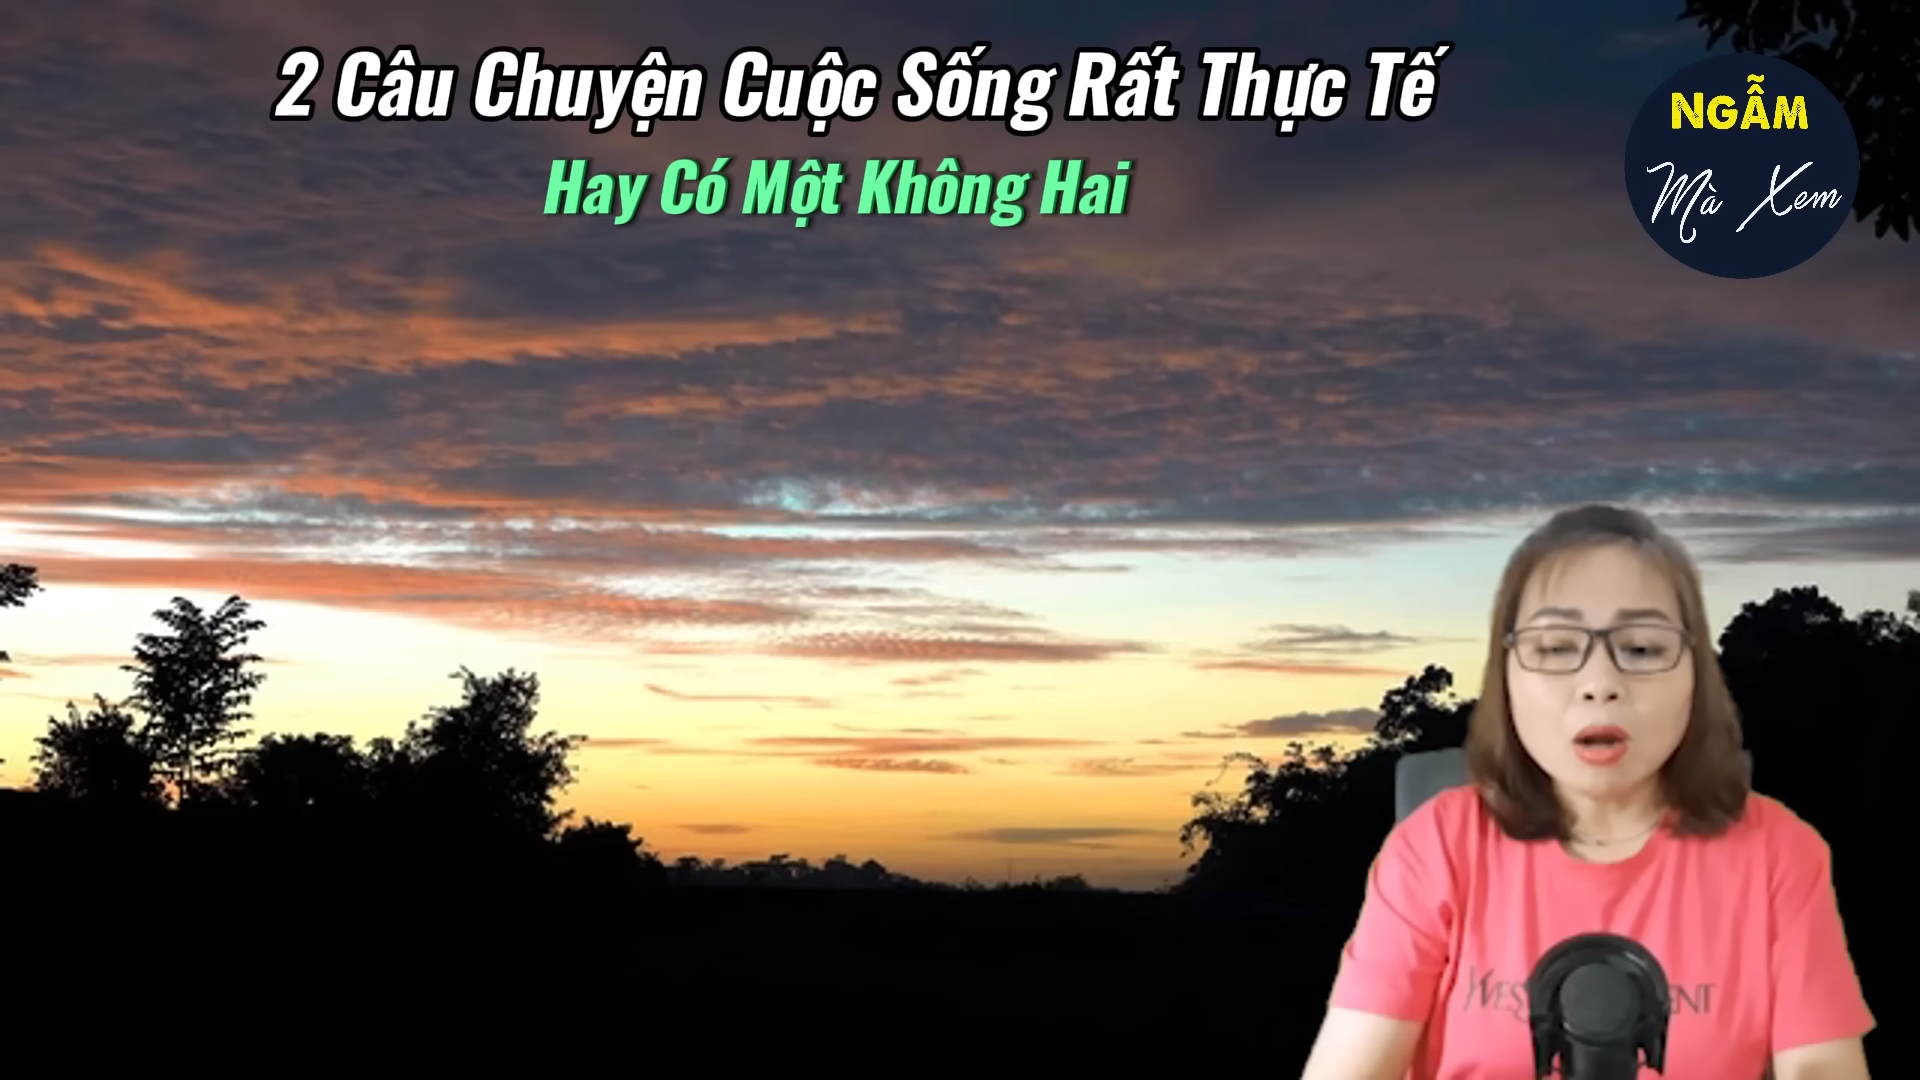 2 Câu Chuyện Cuộc Sống Rất Thực Tế
Hay Có Một Không Hai
NGẪM
Mà Xem